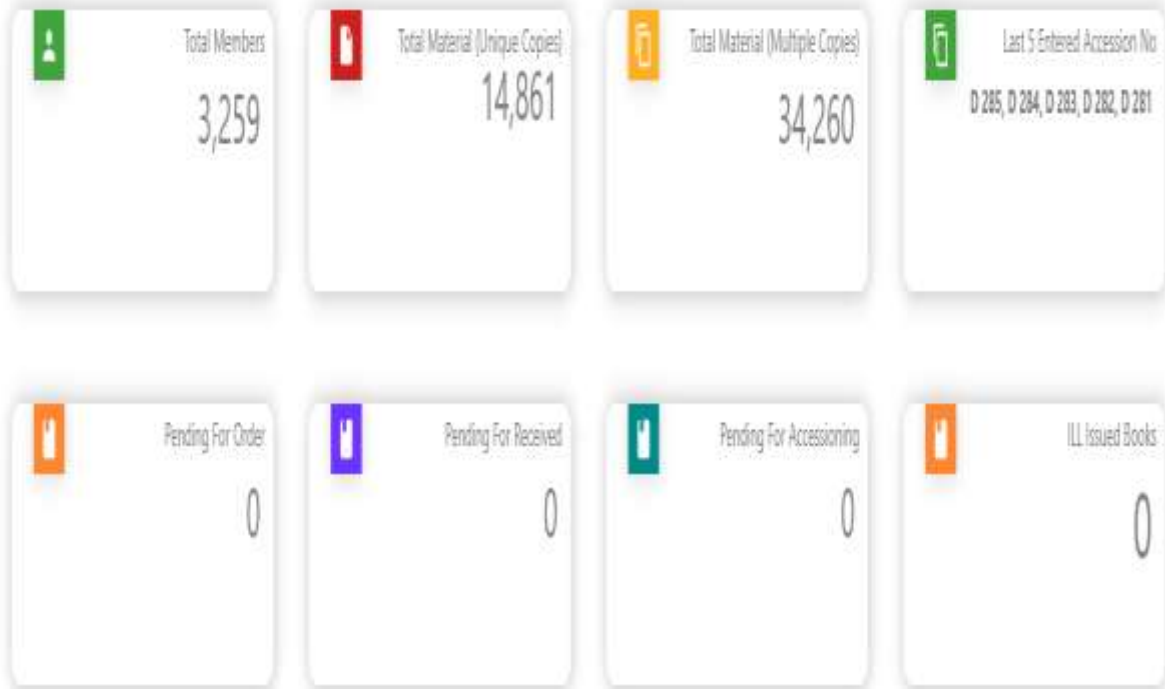 Total Members
3,259
Total Material (Unique Copies)
14,861
Total Material (Multiple Copies)
34,260
Last 5 Entered Accession No
D 285, D 284, D 283, D 282, D 281
Pending For Order
0
Pending For Received
0
Pending For Accessioning
0
ILL Issued Books
0